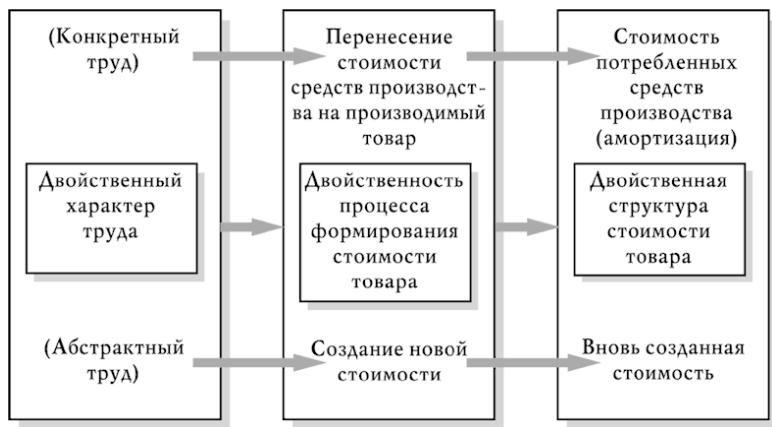 (Конкретный
труд)
Перенесение
стоимости
средств производст-
ва на производимый
товар
Стоимость
потребленных
средств
производства
(амортизация)
Двойственный
характер
труда
Двойственность
процесса
формирования
стоимости
товара
Двойственная
структура
стоимости
товара
(Абстрактный
труд)
Создание новой
стоимости
Вновь созданная
стоимость